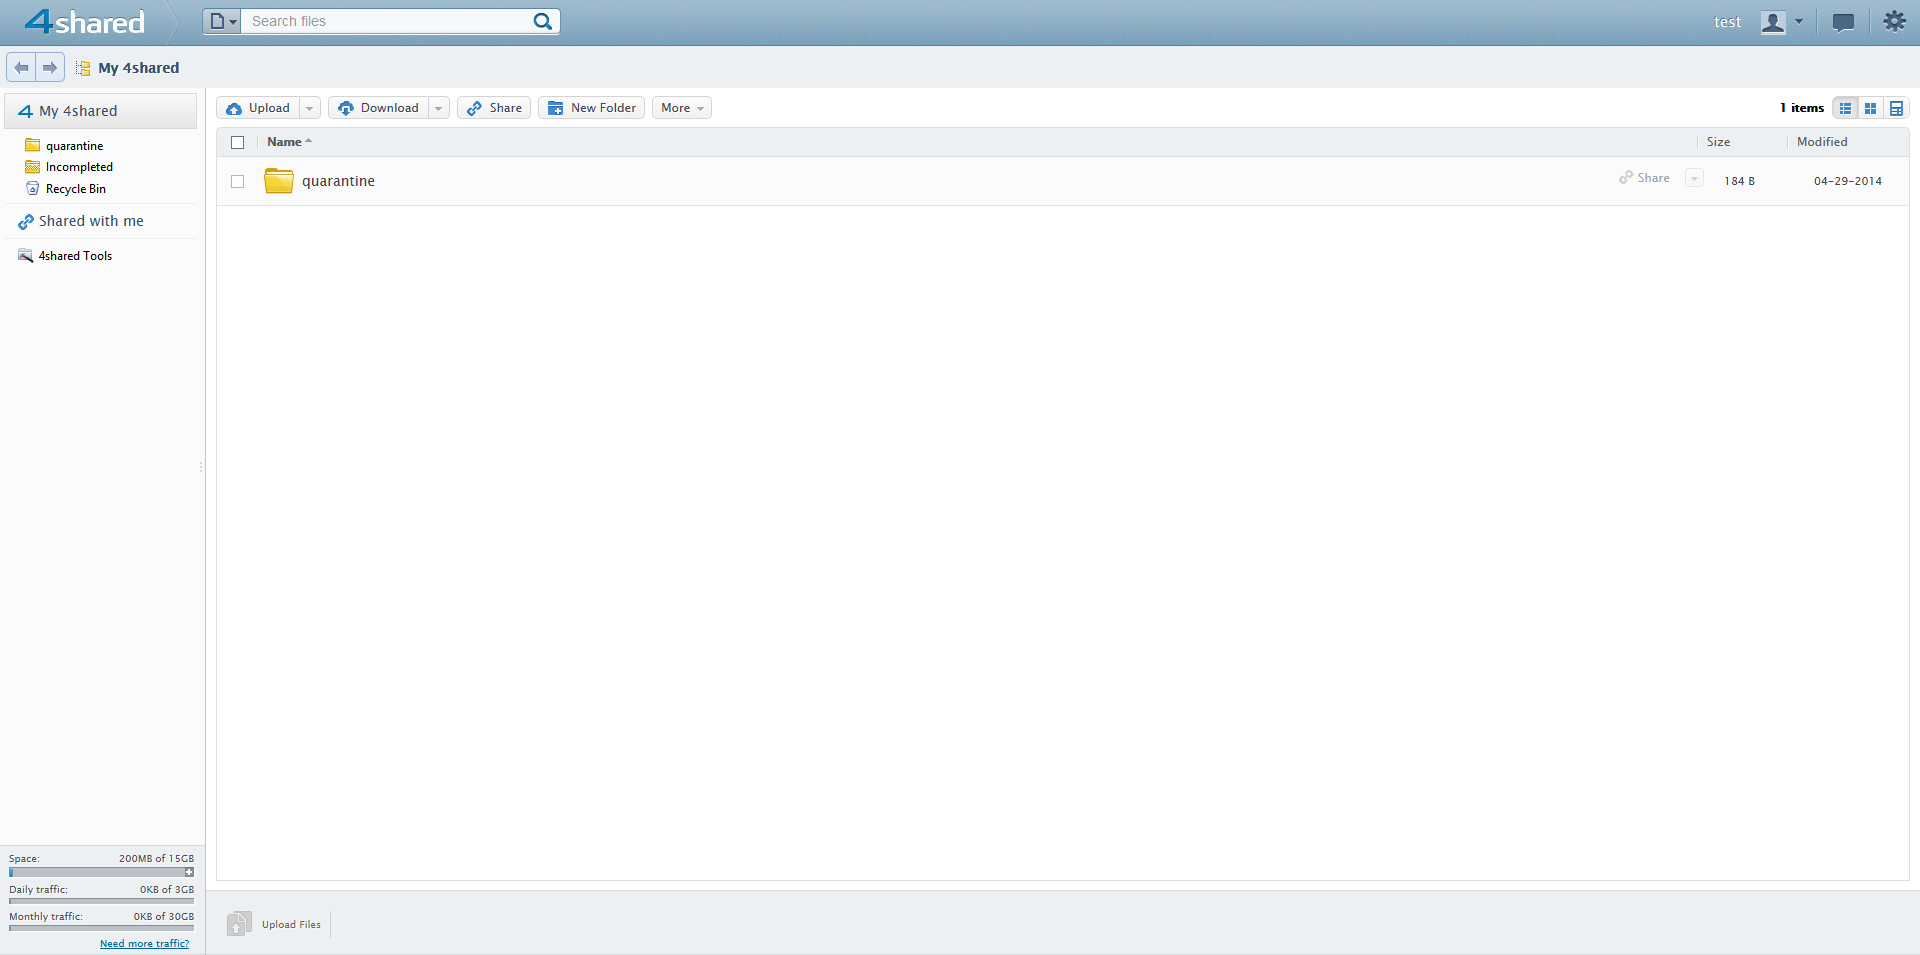 4shared
Search files
test
My 4shared
My 4shared
quarantine
Incompleted
Recycle Bin
Shared with me
4shared Tools
Upload
Download
Share
New Folder
More
1 items
Name
Size
Modified
quarantine
Share
184 B
04-29-2014
Space:
200MB of 15GB
Daily traffic:
0KB of 3GB
Monthly traffic:
0KB of 30GB
Need more traffic?
Upload Files